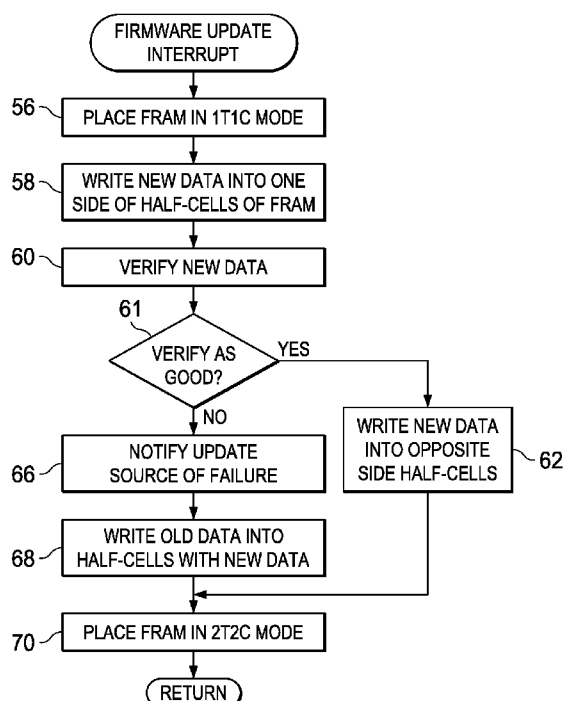 FIRMWARE UPDATE
INTERRUPT
56
PLACE FRAM IN 1T1C MODE
58
WRITE NEW DATA INTO ONE
SIDE OF HALF-CELLS OF FRAM
60
VERIFY NEW DATA
61
VERIFY AS
GOOD?
YES
NO
WRITE NEW DATA
INTO OPPOSITE
SIDE HALF-CELLS
62
66
NOTIFY UPDATE
SOURCE OF FAILURE
68
WRITE OLD DATA INTO
HALF-CELLS WITH NEW DATA
70
PLACE FRAM IN 2T2C MODE
RETURN